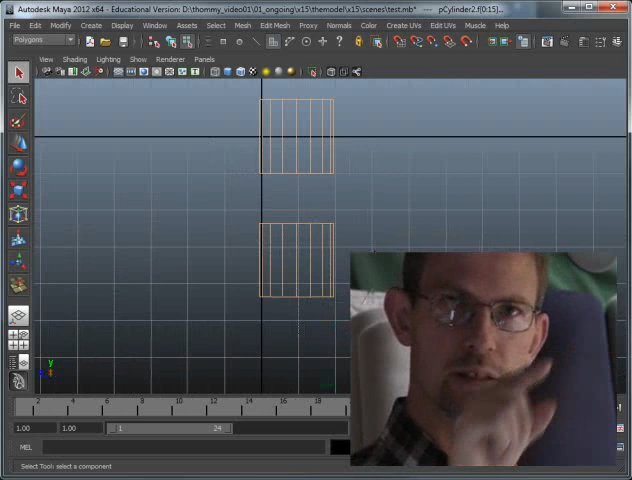 Autodesk Maya 2012 x64 - Educational Version: D:\thommy_video01\01_ongoing\x15\themodel\x15\scenes\test.mb* --- pCylinder2.f[0:15]...
File Edit Modify Create Display Window Assets Select Mesh Edit Mesh Proxy Normals Color Create UVs Edit UVs Muscle
Polygons
View Shading Lighting Show Renderer Panels
y
2 4 6 8 10 12 14 16 18
1.00 1.00 1 24
MEL
Select Tool: select a component